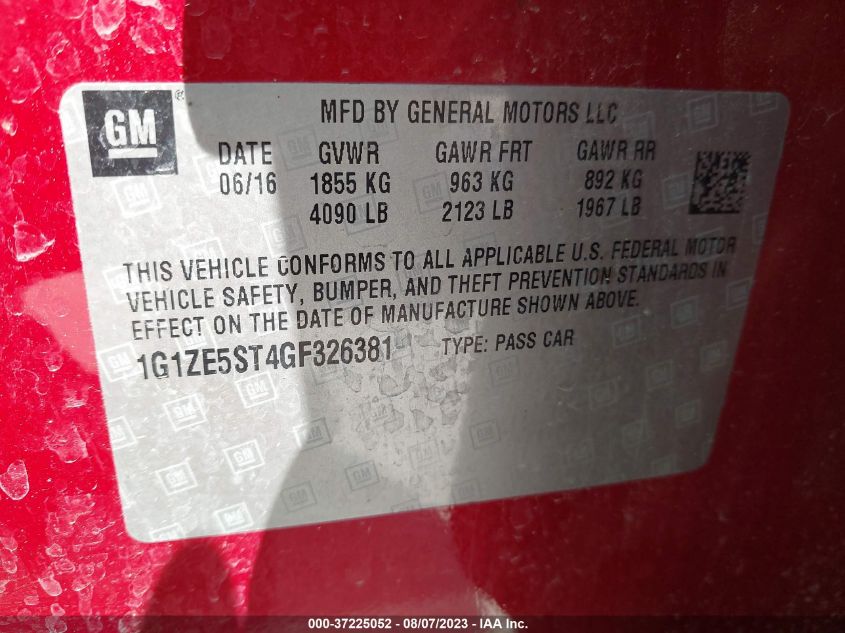 GM
MFD BY GENERAL MOTORS LLC
DATE GVWR GAWR FRT GAWR RR
06/16 1855 KG 963 KG 892 KG
4090 LB 2123 LB 1967 LB
THIS VEHICLE CONFORMS TO ALL APPLICABLE U.S. FEDERAL MOTOR
VEHICLE SAFETY, BUMPER, AND THEFT PREVENTION STANDARDS IN
EFFECT ON THE DATE OF MANUFACTURE SHOWN ABOVE.
1G1ZE5ST4GF326381 TYPE: PASS CAR
000-37225052 - 08/07/2023 - IAA Inc.